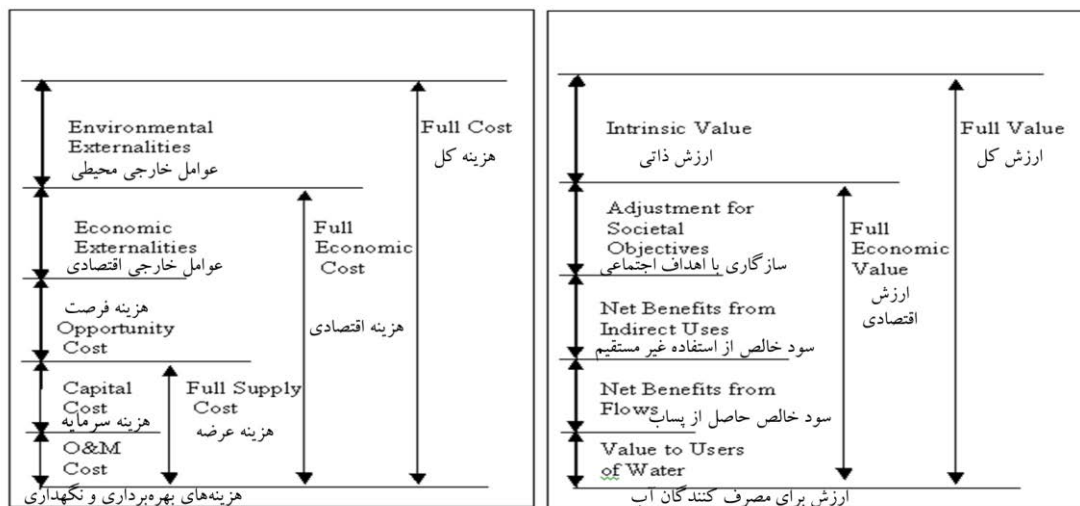 Environmental
Externalities
عوامل خارجی محیطی
Full Cost
هزینه کل
Economic
Externalities
عوامل خارجی اقتصادی
Full
Economic
Cost
هزینه اقتصادی
هزینه فرصت
Opportunity
Cost
Capital
Cost
هزینه سرمایه
Full Supply
Cost
هزینه عرضه
O&M
Cost
هزینه‌های بهره‌برداری و نگهداری
Intrinsic Value
ارزش ذاتی
Full Value
ارزش کل
Adjustment for
Societal
Objectives
سازگاری با اهداف اجتماعی
Full
Economic
Value
ارزش
اقتصادی
Net Benefits from
Indirect Uses
سود خالص از استفاده غیر مستقیم
Net Benefits from
Flows
سود خالص حاصل از پساب
Value to Users
of Water
ارزش برای مصرف کنندگان آب